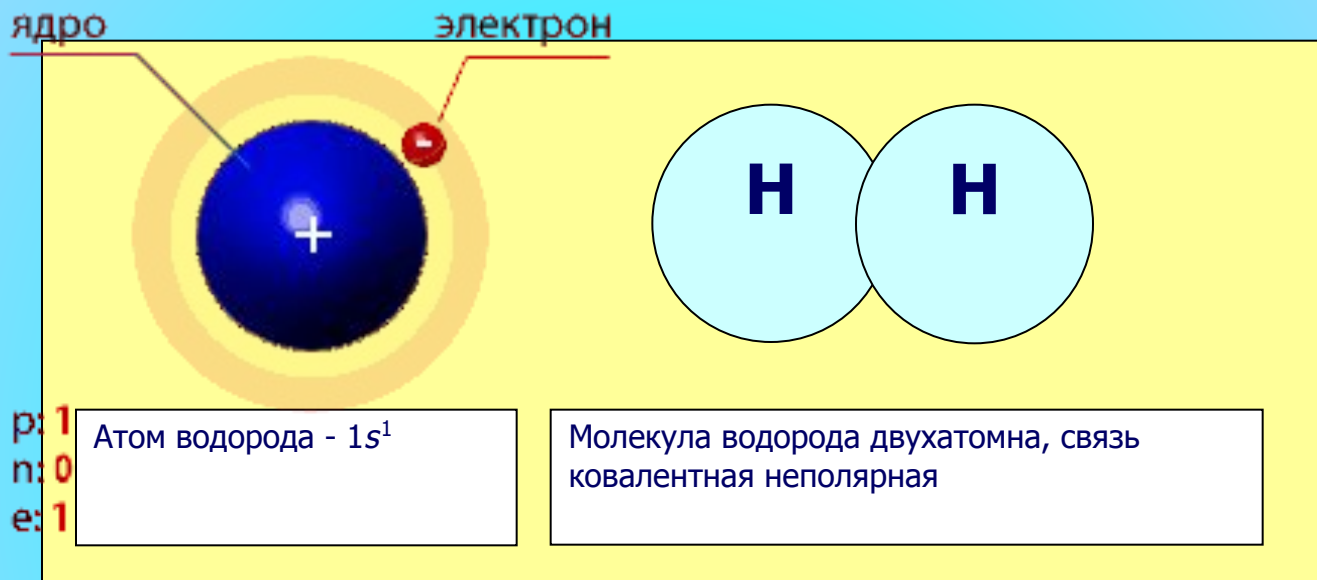 ядро
электрон
+
-
H
H
p: 1
n: 0
e: 1
Атом водорода - 1s¹
Молекула водорода двухатомна, связь
ковалентная неполярная